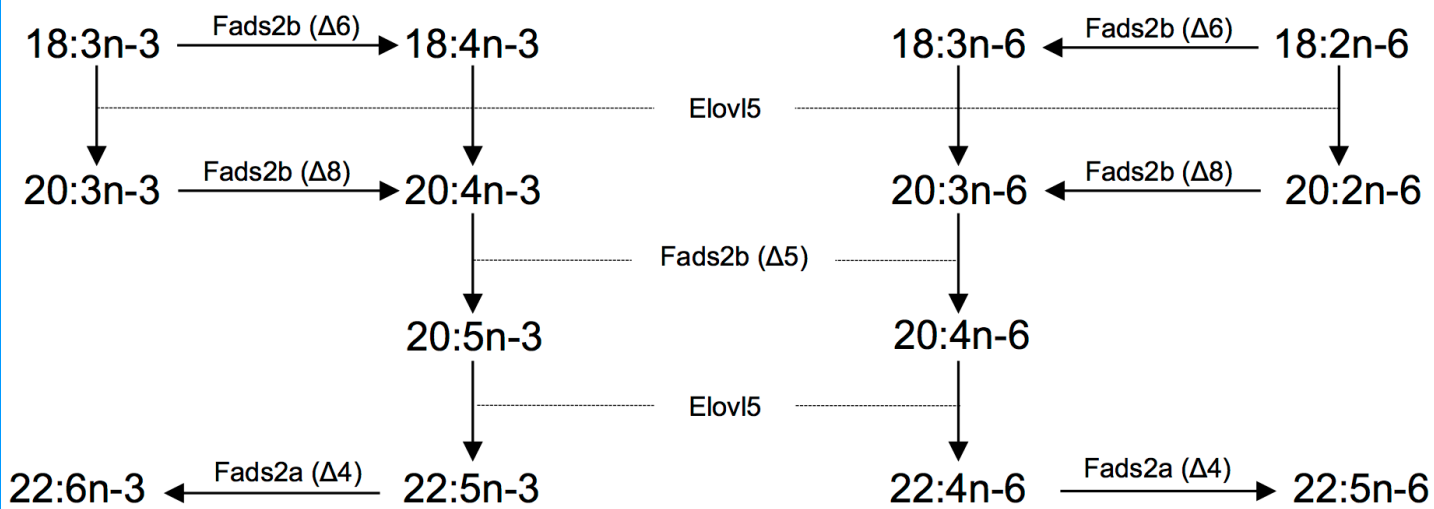 18:3n-3 Fads2b (Δ6) 18:4n-3 18:3n-6 Fads2b (Δ6) 18:2n-6
Elovl5
20:3n-3 Fads2b (Δ8) 20:4n-3 20:3n-6 Fads2b (Δ8) 20:2n-6
Fads2b (Δ5)
20:5n-3 20:4n-6
Elovl5
22:6n-3 Fads2a (Δ4) 22:5n-3 22:4n-6 Fads2a (Δ4) 22:5n-6